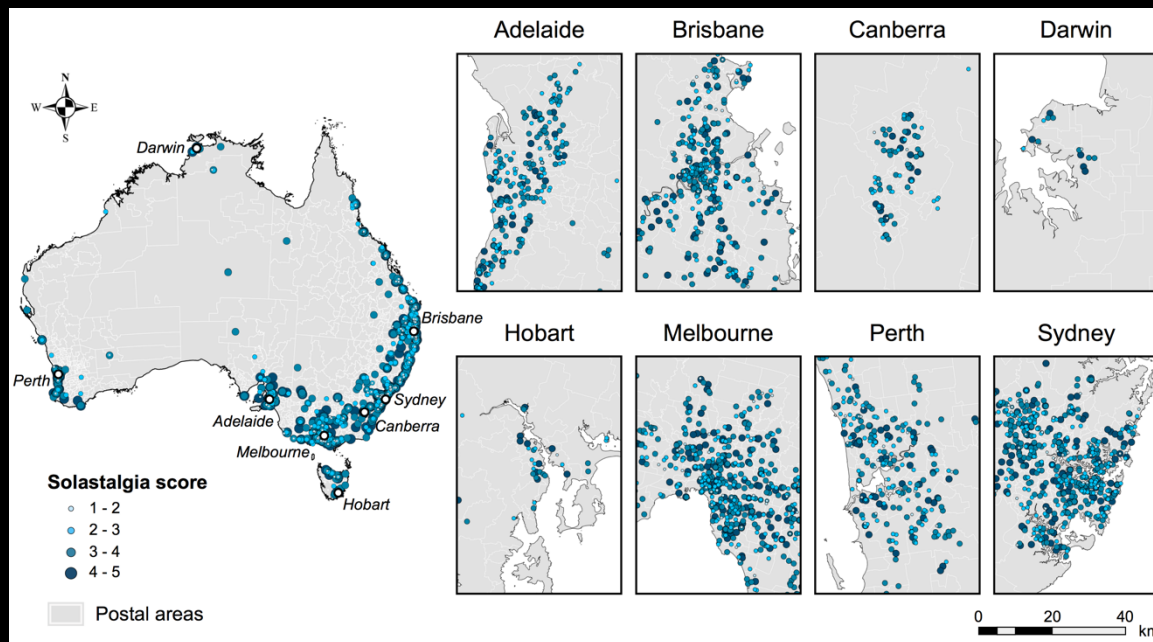 Adelaide
Brisbane
Canberra
Darwin
N
W E
S
Darwin
Brisbane
Perth
Sydney
Adelaide
Canberra
Melbourne
Hobart
Hobart
Melbourne
Perth
Sydney
Solastalgia score
1 - 2
2 - 3
3 - 4
4 - 5
Postal areas
0 20 40
km